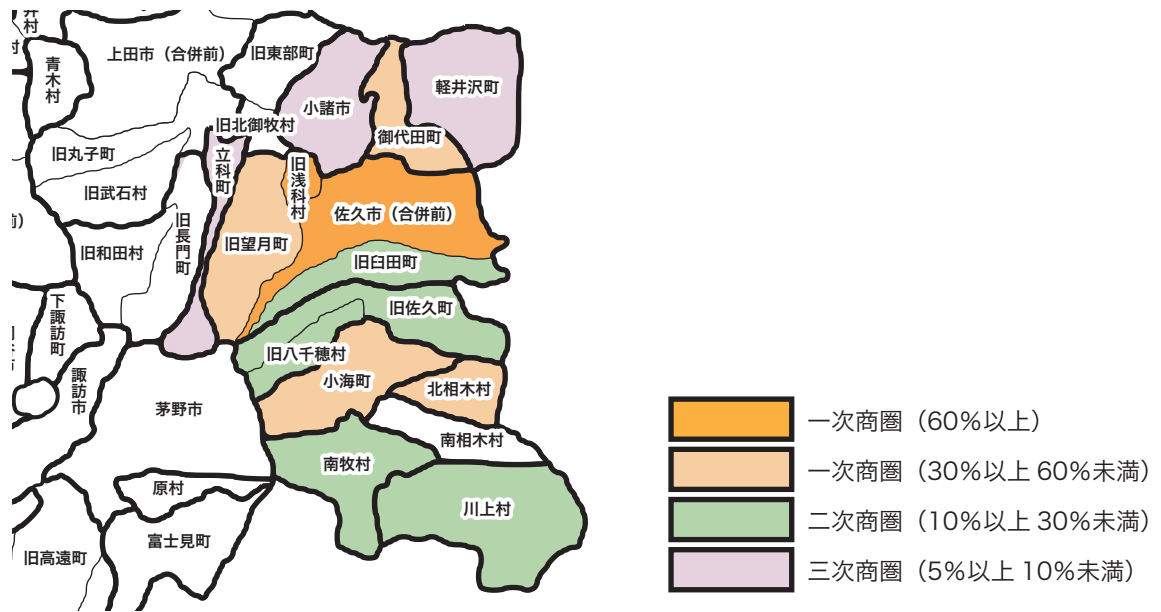 井村
村
青木村
上田市（合併前）
旧東部町
小諸市
軽井沢町
旧北御牧村
御代田町
旧丸子町
立科町
旧浅科村
旧武石村
佐久市（合併前）
旧長門町
旧望月町
旧和田村
旧臼田町
下諏訪町
旧佐久町
旧八千穂村
諏訪市
小海町
北相木村
茅野市
南相木村
南牧村
原村
川上村
富士見町
旧高遠町
一次商圏（60%以上）
一次商圏（30%以上 60%未満）
二次商圏（10%以上 30%未満）
三次商圏（5%以上 10%未満）